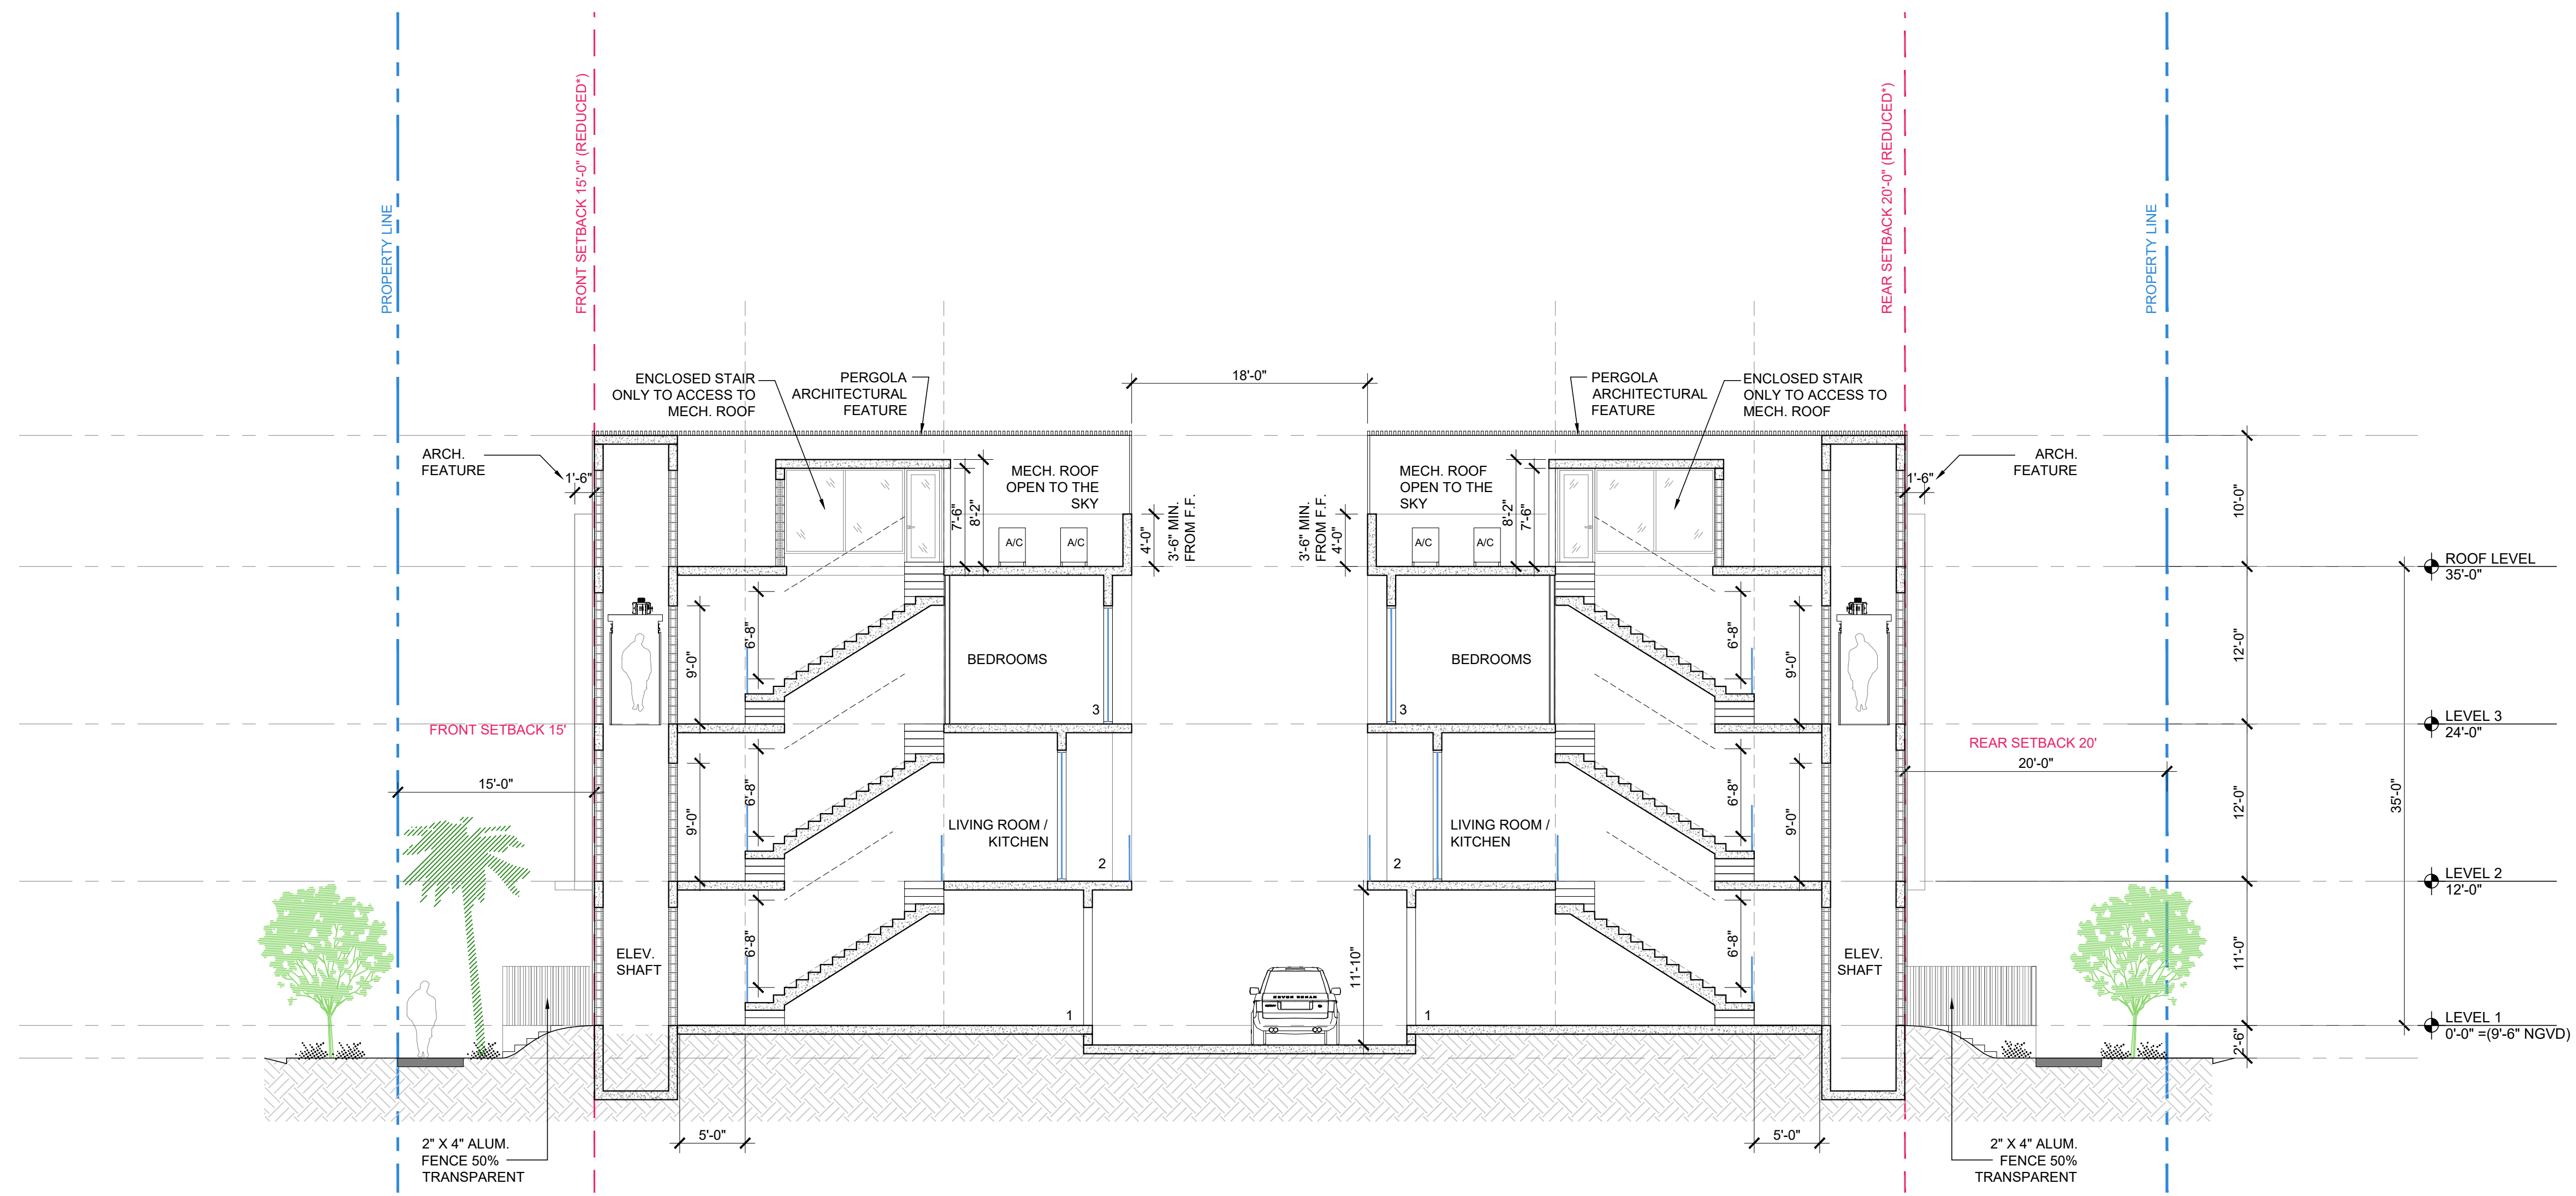 PROPERTY LINE
FRONT SETBACK 15'-0" (REDUCED*)
REAR SETBACK 20'-0" (REDUCED*)
PROPERTY LINE
ENCLOSED STAIR
ONLY TO ACCESS TO
MECH. ROOF
PERGOLA
ARCHITECTURAL
FEATURE
18'-0"
PERGOLA
ARCHITECTURAL
FEATURE
ENCLOSED STAIR
ONLY TO ACCESS TO
MECH. ROOF
ARCH.
FEATURE
1'-6"
MECH. ROOF
OPEN TO THE
SKY
7'-6"
8'-2"
A/C
A/C
4'-0"
3'-6" MIN.
FROM F.F.
3'-6" MIN.
FROM F.F.
4'-0"
MECH. ROOF
OPEN TO THE
SKY
A/C
A/C
8'-2"
7'-6"
ARCH.
FEATURE
1'-6"
10'-0"
ROOF LEVEL
35'-0"
9'-0"
6'-8"
BEDROOMS
3
BEDROOMS
3
6'-8"
9'-0"
12'-0"
FRONT SETBACK 15'
15'-0"
LEVEL 3
24'-0"
REAR SETBACK 20'
20'-0"
9'-0"
6'-8"
LIVING ROOM /
KITCHEN
2
LIVING ROOM /
KITCHEN
2
6'-8"
9'-0"
12'-0"
35'-0"
LEVEL 2
12'-0"
ELEV.
SHAFT
6'-8"
1
11'-10"
1
6'-8"
ELEV.
SHAFT
11'-0"
LEVEL 1
0'-0" =(9'-6" NGVD)
2'-6"
5'-0"
5'-0"
2" X 4" ALUM.
FENCE 50%
TRANSPARENT
2" X 4" ALUM.
FENCE 50%
TRANSPARENT